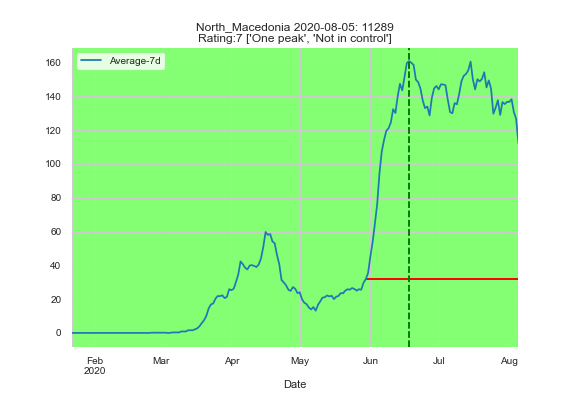 North_Macedonia 2020-08-05: 11289
Rating:7 ['One peak', 'Not in control']
Average-7d
160
140
120
100
80
60
40
20
0
Feb
2020
Mar
Apr
May
Jun
Jul
Aug
Date